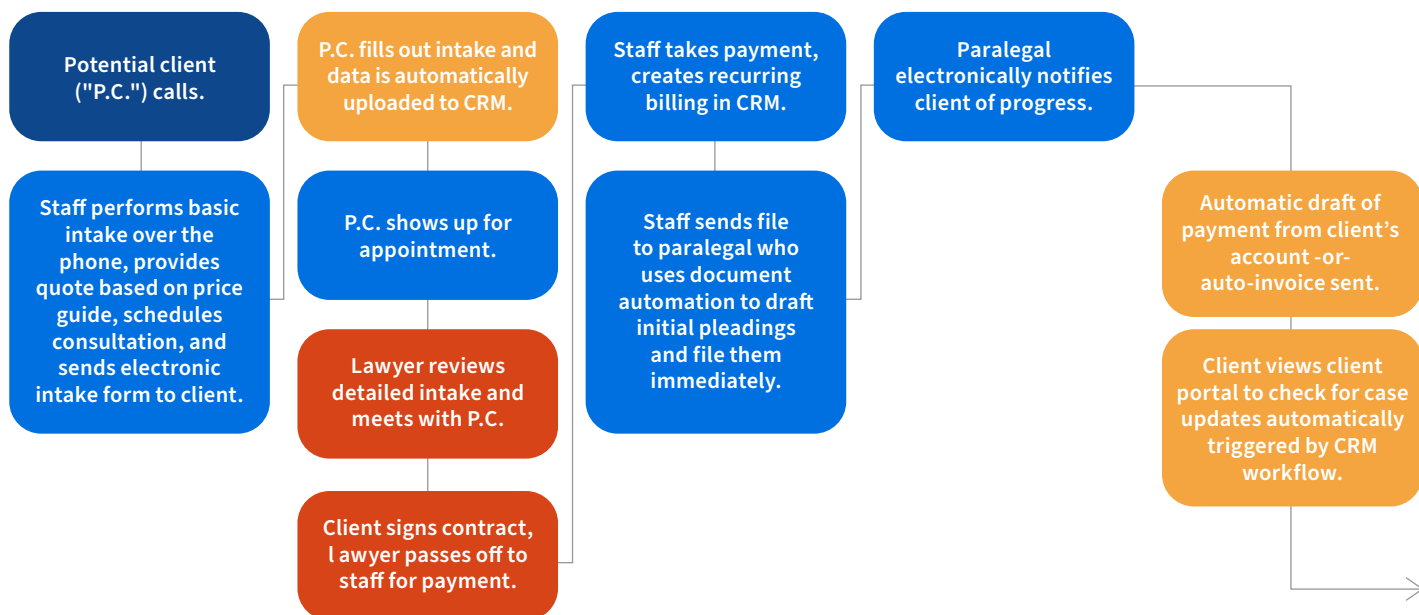 Potential client
("P.C.") calls.
Staff performs basic
intake over the
phone, provides
quote based on price
guide, schedules
consultation, and
sends electronic
intake form to client.
P.C. fills out intake and
data is automatically
uploaded to CRM.
P.C. shows up for
appointment.
Lawyer reviews
detailed intake and
meets with P.C.
Client signs contract,
l awyer passes off to
staff for payment.
Staff takes payment,
creates recurring
billing in CRM.
Staff sends file
to paralegal who
uses document
automation to draft
initial pleadings
and file them
immediately.
Paralegal
electronically notifies
client of progress.
Automatic draft of
payment from client’s
account -or-
auto-invoice sent.
Client views client
portal to check for case
updates automatically
triggered by CRM
workflow.